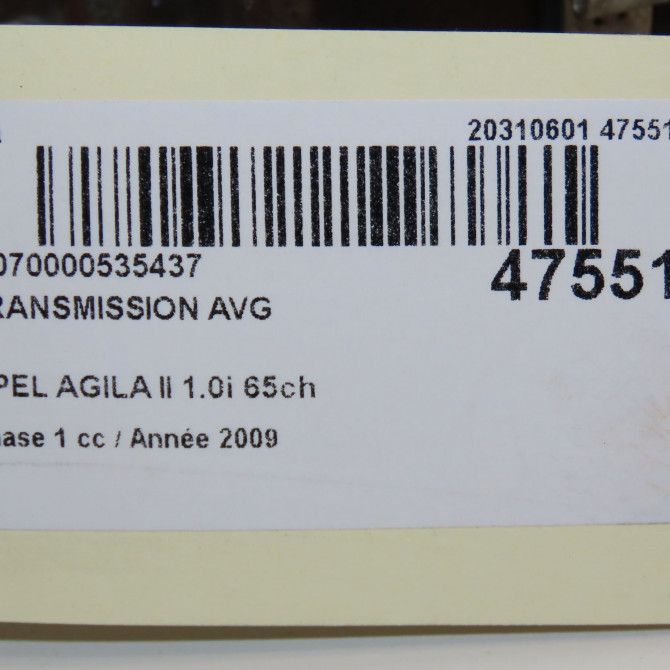 20310601 47551
070000535437
47551
RANSMISSION AVG
PEL AGILA II 1.0i 65ch
hase 1 cc / Année 2009